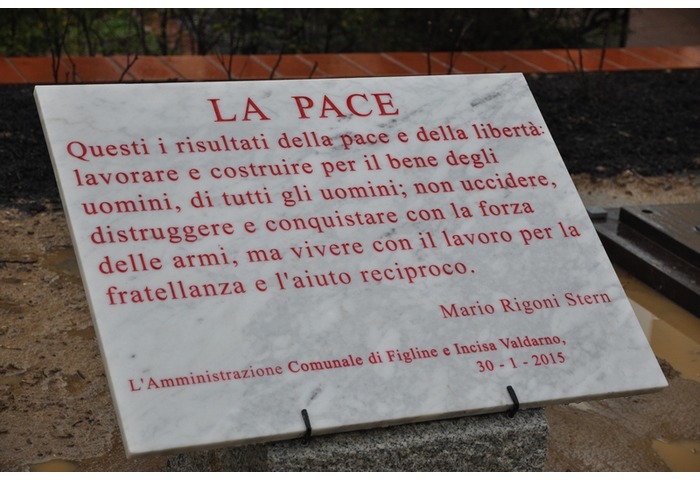 LA PACE
Questi i risultati della pace e della libertà:
lavorare e costruire per il bene degli
uomini, di tutti gli uomini; non uccidere,
distruggere e conquistare con la forza
delle armi, ma vivere con il lavoro per la
fratellanza e l'aiuto reciproco.
Mario Rigoni Stern
L'Amministrazione Comunale di Figline e Incisa Valdarno,
30 - 1 - 2015